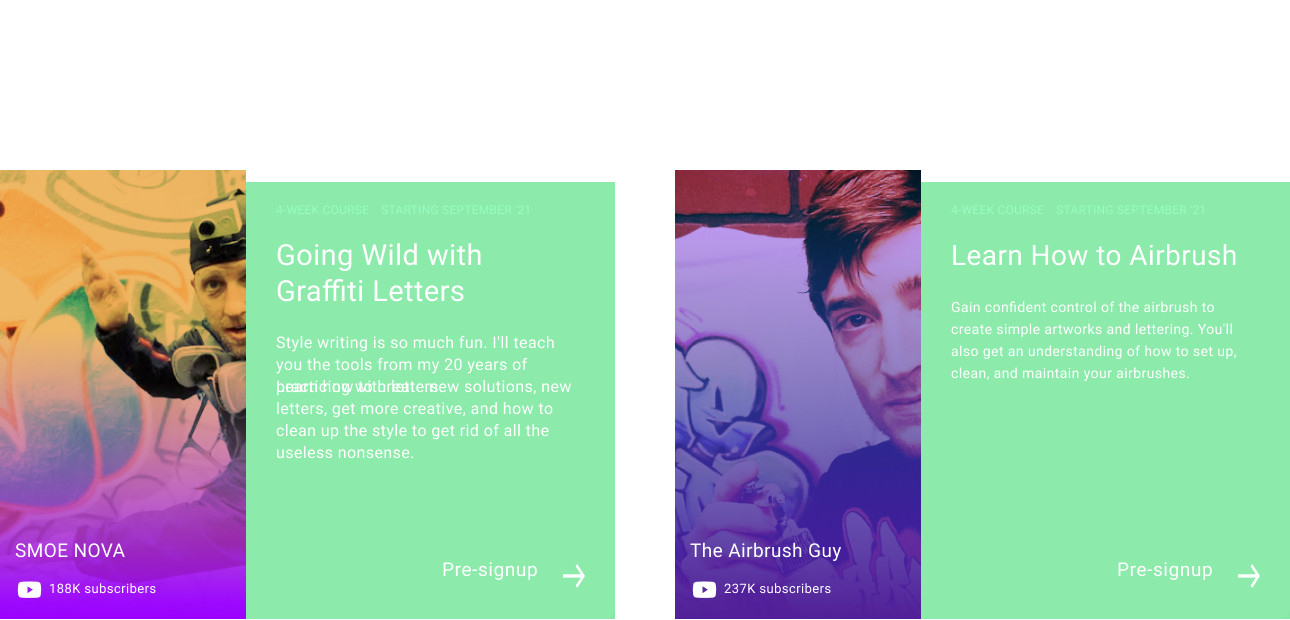 4-WEEK COURSE STARTING SEPTEMBER '21
Going Wild with
Graffiti Letters
Style writing is so much fun. I'll teach
you the tools from my 20 years of
new solutions, new
letters, get more creative, and how to
clean up the style to get rid of all the
useless nonsense.
SMOE NOVA
188K subscribers
Pre-signup
4-WEEK COURSE STARTING SEPTEMBER '21
Learn How to Airbrush
Gain confident control of the airbrush to
create simple artworks and lettering. You'll
also get an understanding of how to set up,
clean, and maintain your airbrushes.
The Airbrush Guy
237K subscribers
Pre-signup